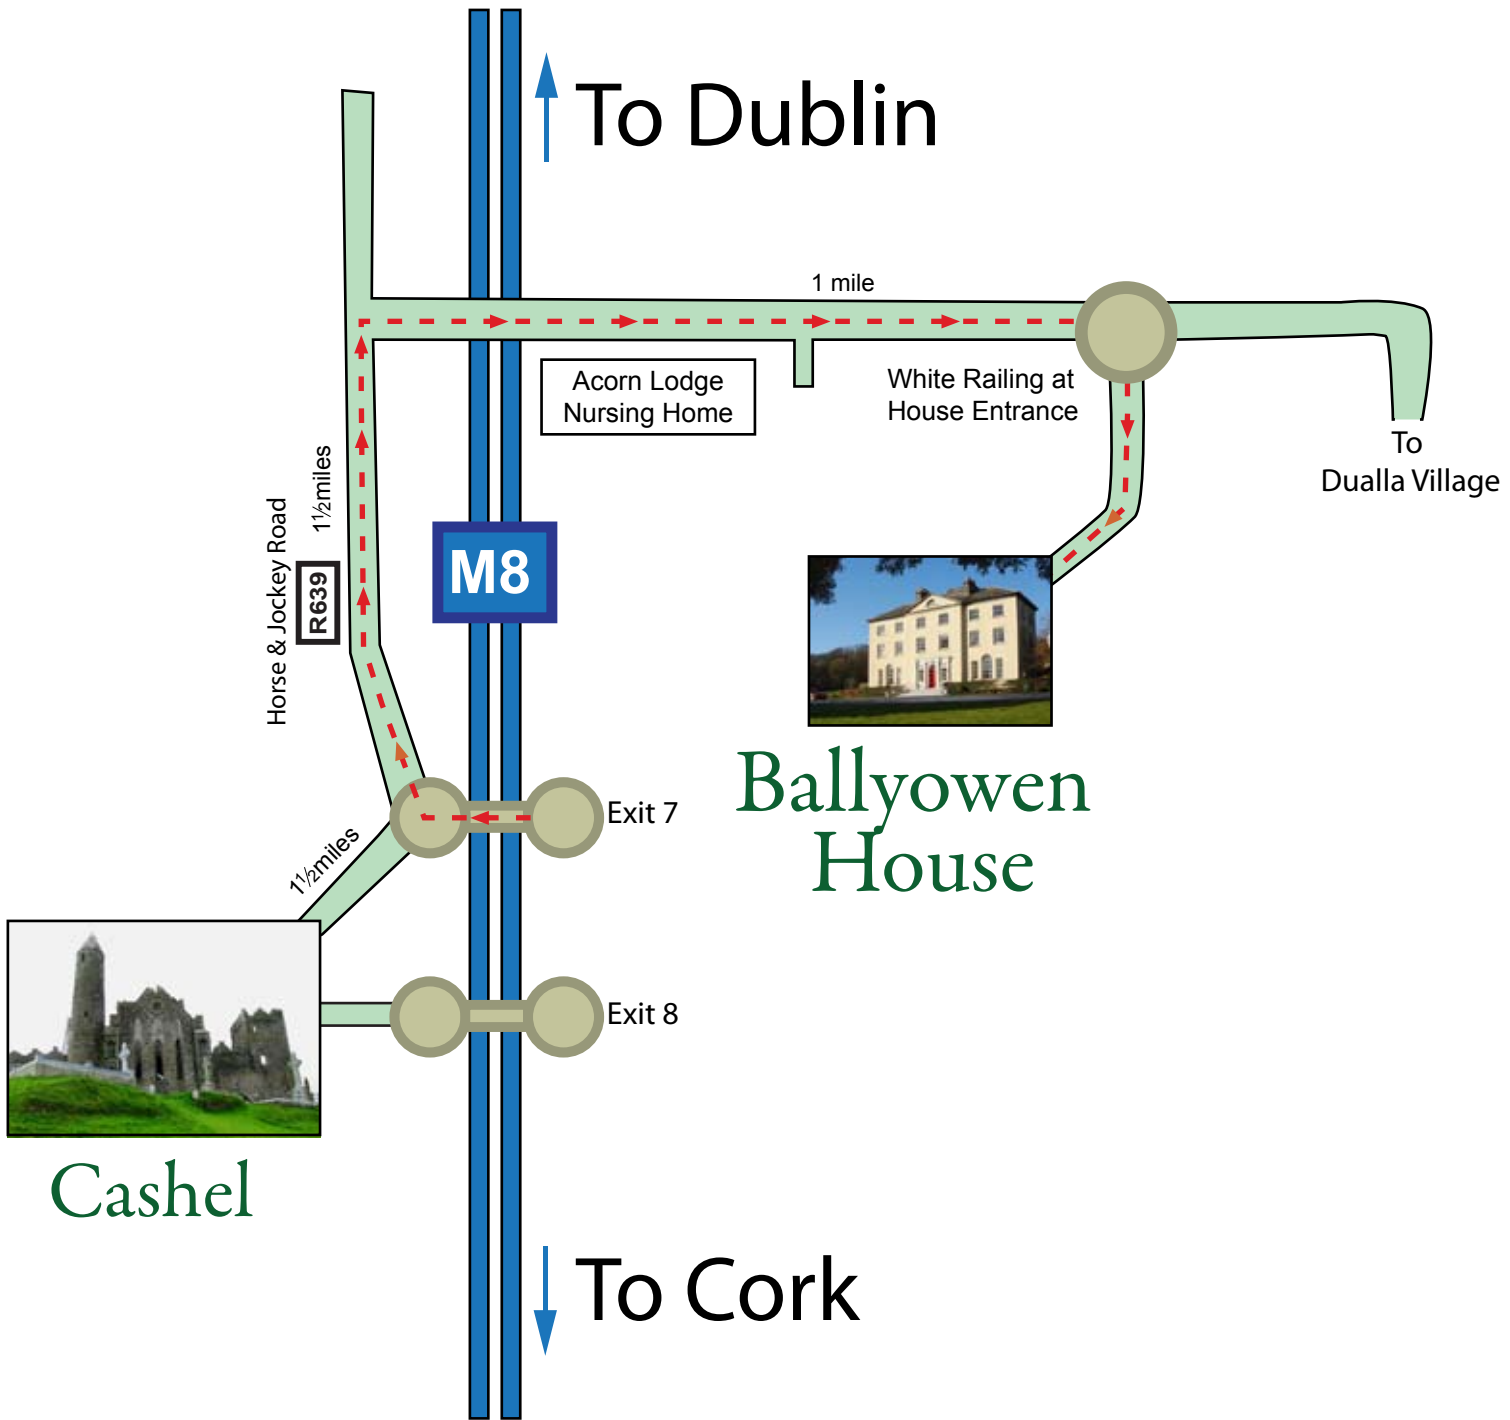 To Dublin
1 mile
Acorn Lodge
Nursing Home
White Railing at
House Entrance
To
Dualla Village
1½miles
Horse & Jockey Road
R639
M8
Ballyowen
House
Exit 7
1½miles
Exit 8
Cashel
To Cork